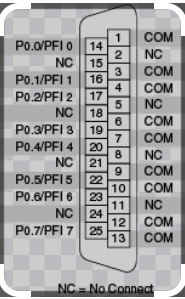 1 COM
P0.0/PFI 0 14
2 NC
NC 15
3 COM
P0.1/PFI 1 16
4 COM
P0.2/PFI 2 17
5 NC
NC 18
6 COM
P0.3/PFI 3 19
7 COM
P0.4/PFI 4 20
8 NC
NC 21
9 COM
P0.5/PFI 5 22
10 COM
P0.6/PFI 6 23
11 NC
NC 24
12 COM
P0.7/PFI 7 25
13 COM
NC = No Connect